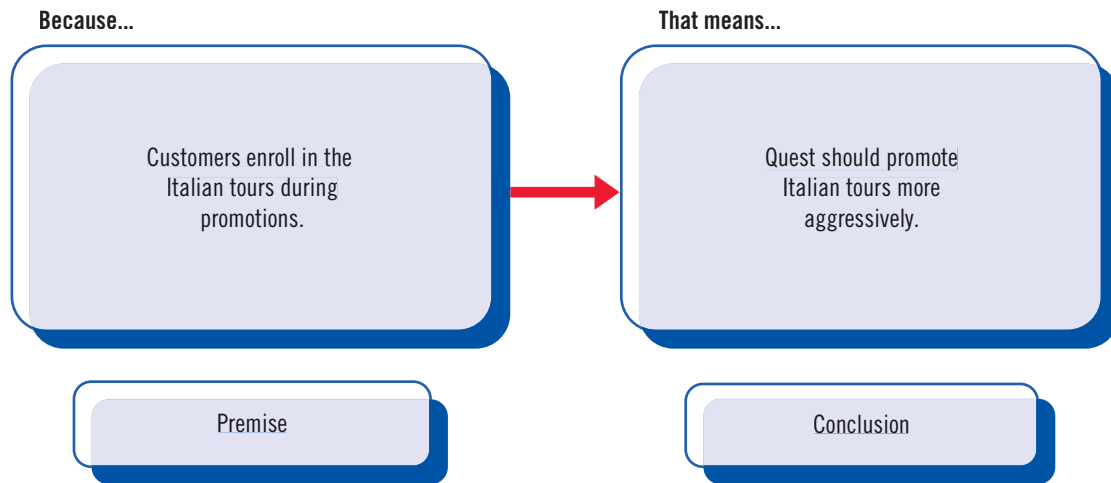 Because...
That means...
Customers enroll in the
Italian tours during
promotions.
Quest should promote
Italian tours more
aggressively.
Premise
Conclusion